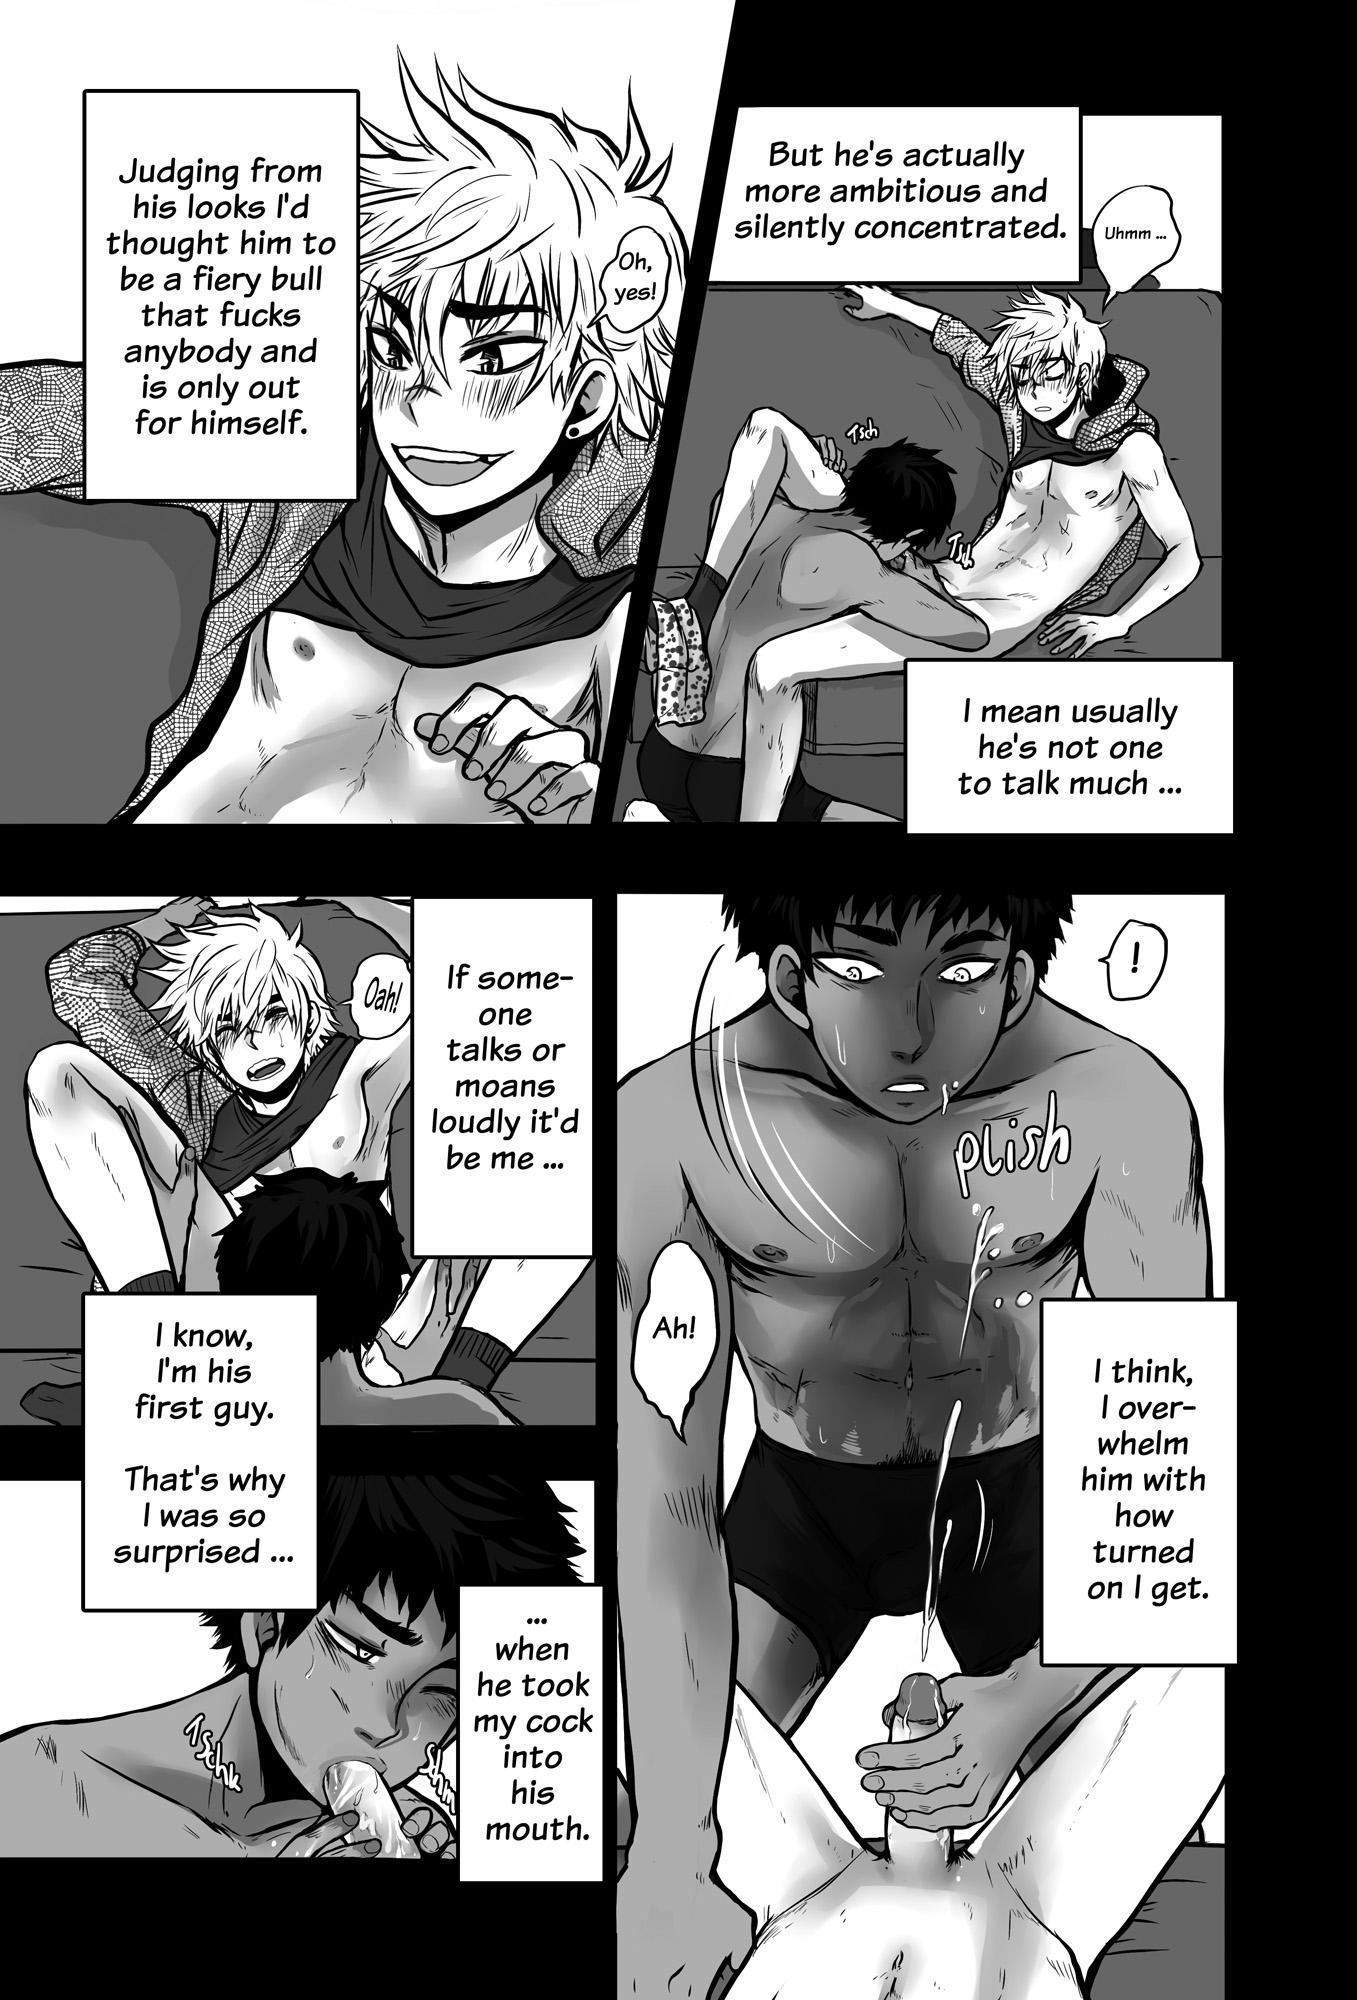 Judging from
his looks I'd
thought him to
be a fiery bull
that fucks
anybody and
is only out
for himself.
Oh,
yes!
But he's actually
more ambitious and
silently concentrated.
Uhmm ...
Tsch
Tsch
I mean usually
he's not one
to talk much ...
Oah!
If some-
one
talks or
moans
loudly it'd
be me ...
I know,
I'm his
first guy.
That's why
I was so
surprised ...
...
when
he took
my cock
into
his
mouth.
Tschk
!
plish
Ah!
I think,
I over-
whelm
him with
how
turned
on I get.